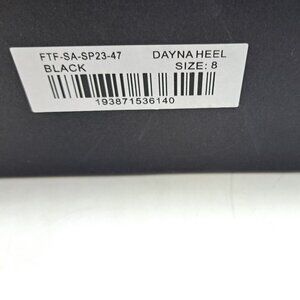 FTF-SA-SP23-47 DAYNA HEEL
BLACK SIZE: 8
193871536140